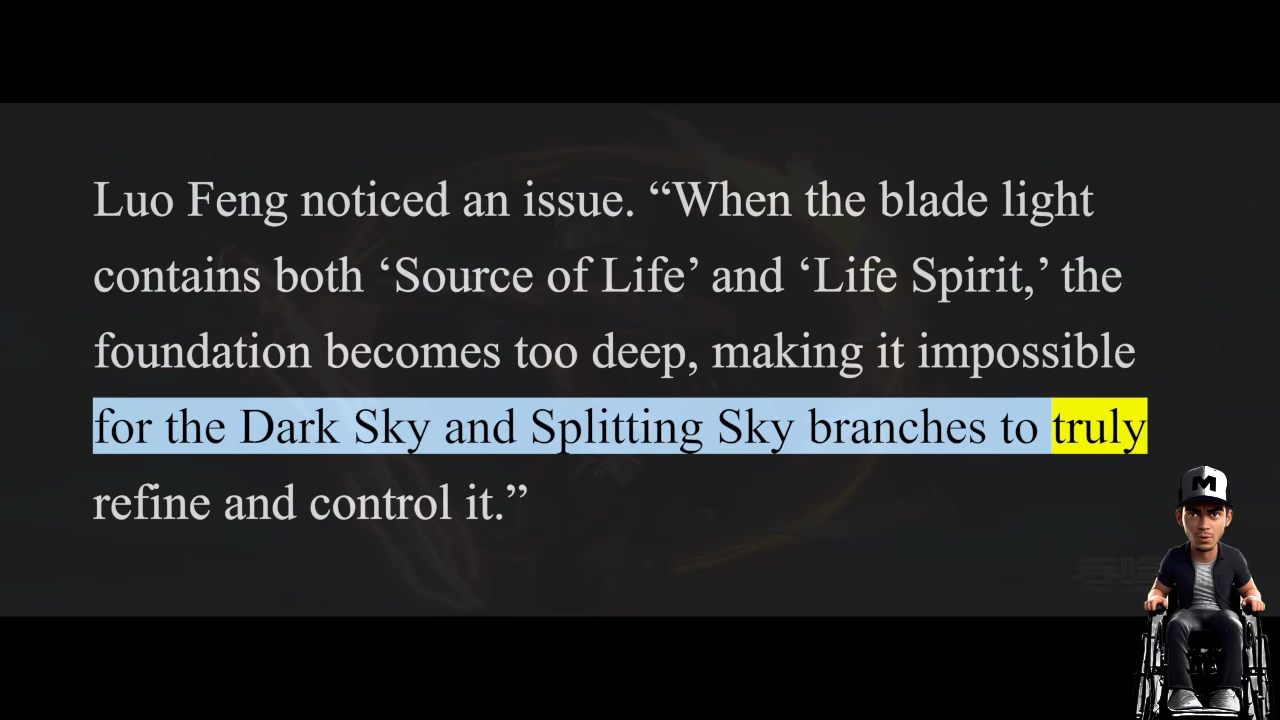 Luo Feng noticed an issue. “When the blade light
contains both ‘Source of Life’ and ‘Life Spirit,’ the
foundation becomes too deep, making it impossible
for the Dark Sky and Splitting Sky branches to truly
refine and control it.”
吞噬
M